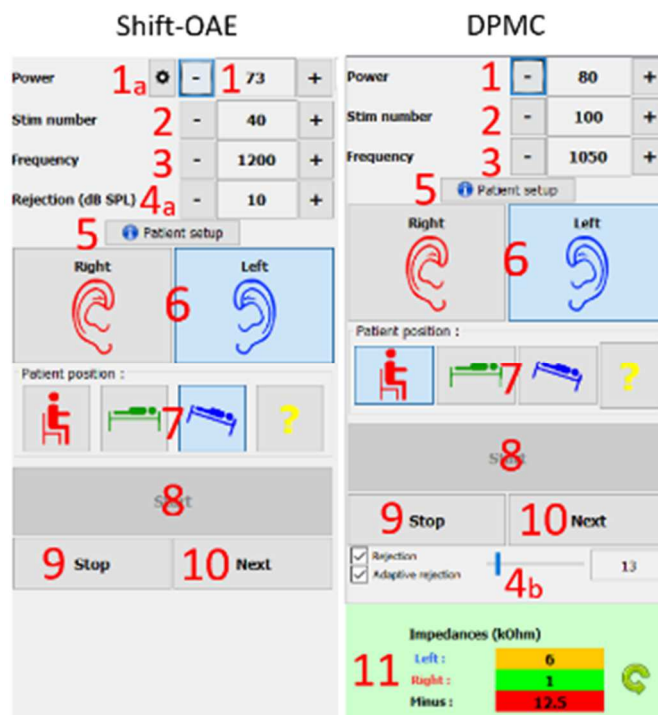 Shift-OAE
Power 1a - 1 73 +
Stim number 2 - 40 +
Frequency 3 - 1200 +
Rejection (dB SPL) 4a - 10 +
5 Patient setup
Right Left
6
Patient position :
7 ?
Start
8
9 Stop 10 Next
DPMC
Power 1 - 80 +
Stim number 2 - 100 +
Frequency 3 - 1050 +
5 Patient setup
Right Left
6
Patient position :
7 ?
8
9 Stop 10 Next
Rejection
Adaptive rejection
4b 13
Impedances (kOhm)
11
Left : 6
Right : 1
Minus : 12.5